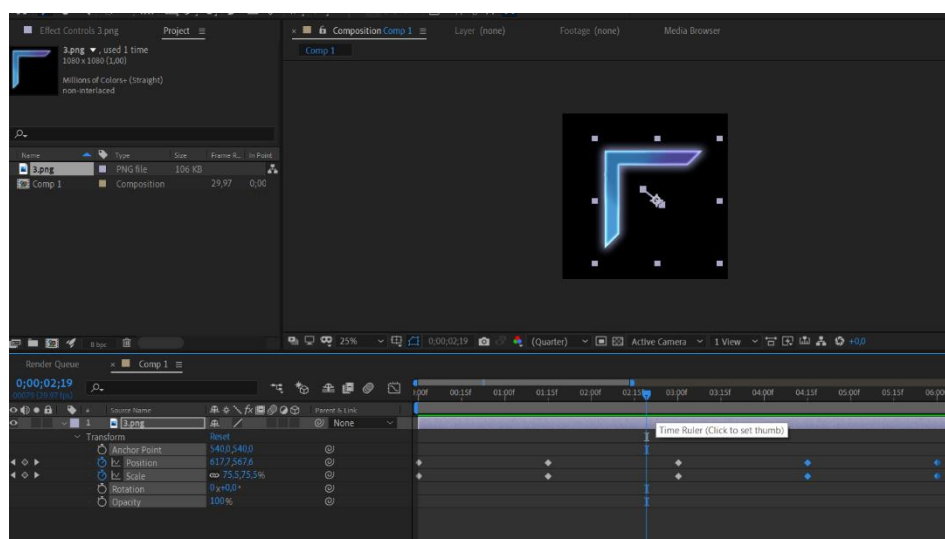 Effect Controls 3.png Project
Composition Comp 1 Layer (none) Footage (none) Media Browser
3.png , used 1 time
1080 x 1080 (1,00)
Millions of Colors+ (Straight)
non-interlaced
Comp 1
Name Type Size Frame R... In Point
3.png PNG file 106 KB
Comp 1 Composition 29,97 0;00
8 bpc
25% 0;00;02;19 (Quarter) Active Camera 1 View +0,0
Render Queue Comp 1
0;00;02;19
00079 (29.97 fps)
00:15f 01:00f 01:15f 02:00f 02:15f 03:00f 03:15f 04:00f 04:15f 05:00f 05:15f 06:00f
# Source Name fx Parent & Link
1 3.png None
Time Ruler (Click to set thumb)
Transform Reset
Anchor Point 540,0,540,0
Position 617,7,567,6
Scale 75,5,75,5%
Rotation 0x+0,0°
Opacity 100%